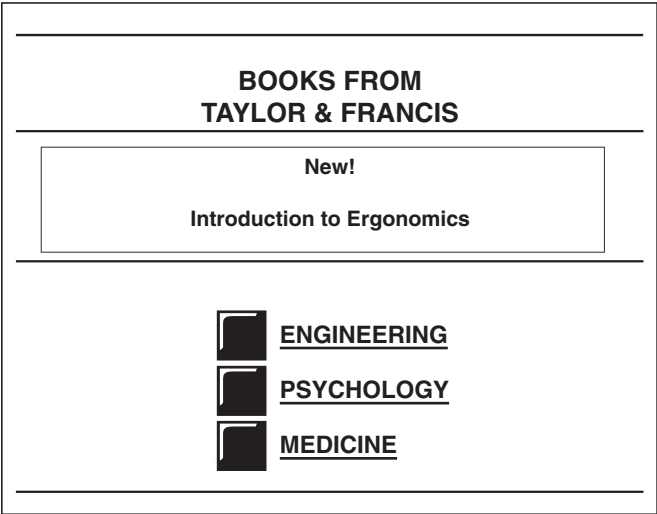 BOOKS FROM
TAYLOR & FRANCIS
New!
Introduction to Ergonomics
ENGINEERING
PSYCHOLOGY
MEDICINE